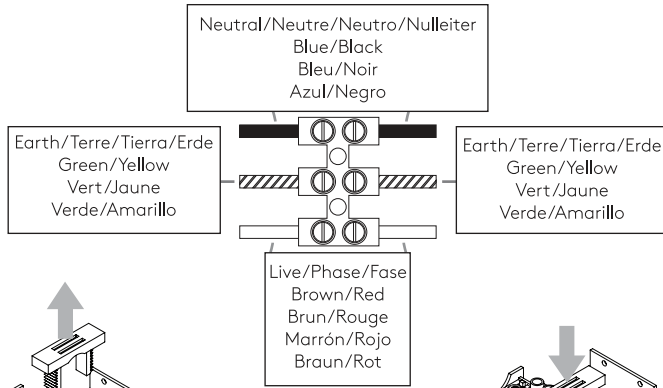 Neutral/Neutre/Neutro/Nulleiter
Blue/Black
Bleu/Noir
Azul/Negro
Earth/Terre/Tierra/Erde
Green/Yellow
Vert/Jaune
Verde/Amarillo
Earth/Terre/Tierra/Erde
Green/Yellow
Vert/Jaune
Verde/Amarillo
Live/Phase/Fase
Brown/Red
Brun/Rouge
Marrón/Rojo
Braun/Rot